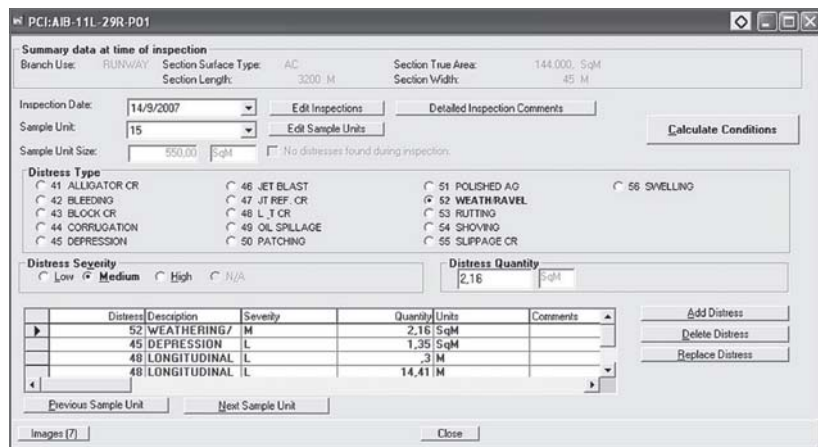 PCI:AIB-11L-29R-P01
Summary data at time of inspection
Branch Use: RUNWAY Section Surface Type: AC Section True Area: 144.000, SqM
Section Length: 3200 M Section Width: 45 M
Inspection Date: 14/9/2007 Edit Inspections Detailed Inspection Comments
Sample Unit: 15 Edit Sample Units Calculate Conditions
Sample Unit Size: 550,00 SqM No distresses found during inspection.
Distress Type
41 ALLIGATOR CR 46 JET BLAST 51 POLISHED AG 56 SWELLING
42 BLEEDING 47 JT REF. CR 52 WEATH/RAVEL
43 BLOCK CR 48 L_T CR 53 RUTTING
44 CORRUGATION 49 OIL SPILLAGE 54 SHOVING
45 DEPRESSION 50 PATCHING 55 SLIPPAGE CR
Distress Severity Distress Quantity
Low Medium High N/A 2,16 SqM
Distress Description Severity Quantity Units Comments Add Distress
52 WEATHERING/ M 2,16 SqM Delete Distress
45 DEPRESSION L 1,35 SqM Replace Distress
48 LONGITUDINAL L ,3 M
48 LONGITUDINAL L 14,41 M
Previous Sample Unit Next Sample Unit
Images (7) Close